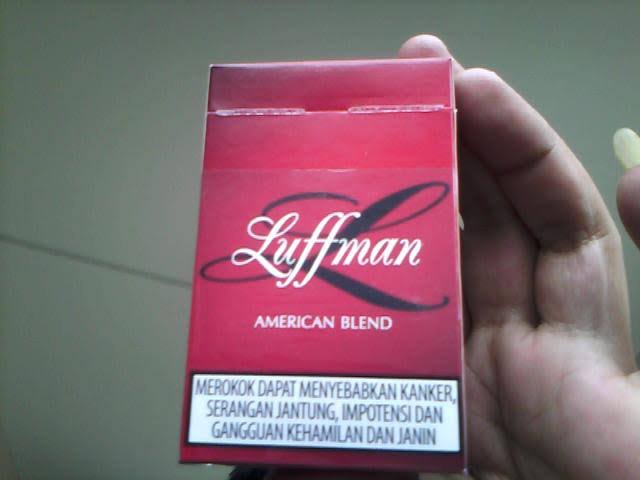 Luffman
AMERICAN BLEND
MEROKOK DAPAT MENYEBABKAN KANKER,
SERANGAN JANTUNG, IMPOTENSI DAN
GANGGUAN KEHAMILAN DAN JANIN